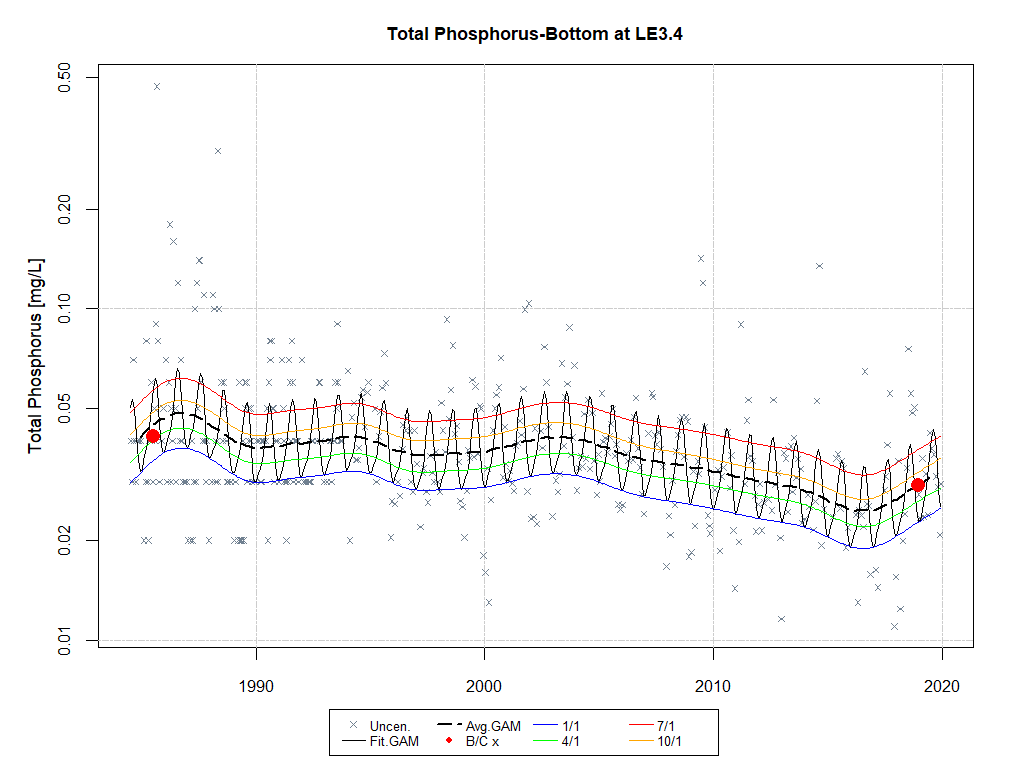 Total Phosphorus-Bottom at LE3.4
Total Phosphorus [mg/L]
0.50
0.20
0.10
0.05
0.02
0.01
1990 2000 2010 2020
Uncen. Avg.GAM 1/1 7/1
Fit.GAM B/C x 4/1 10/1